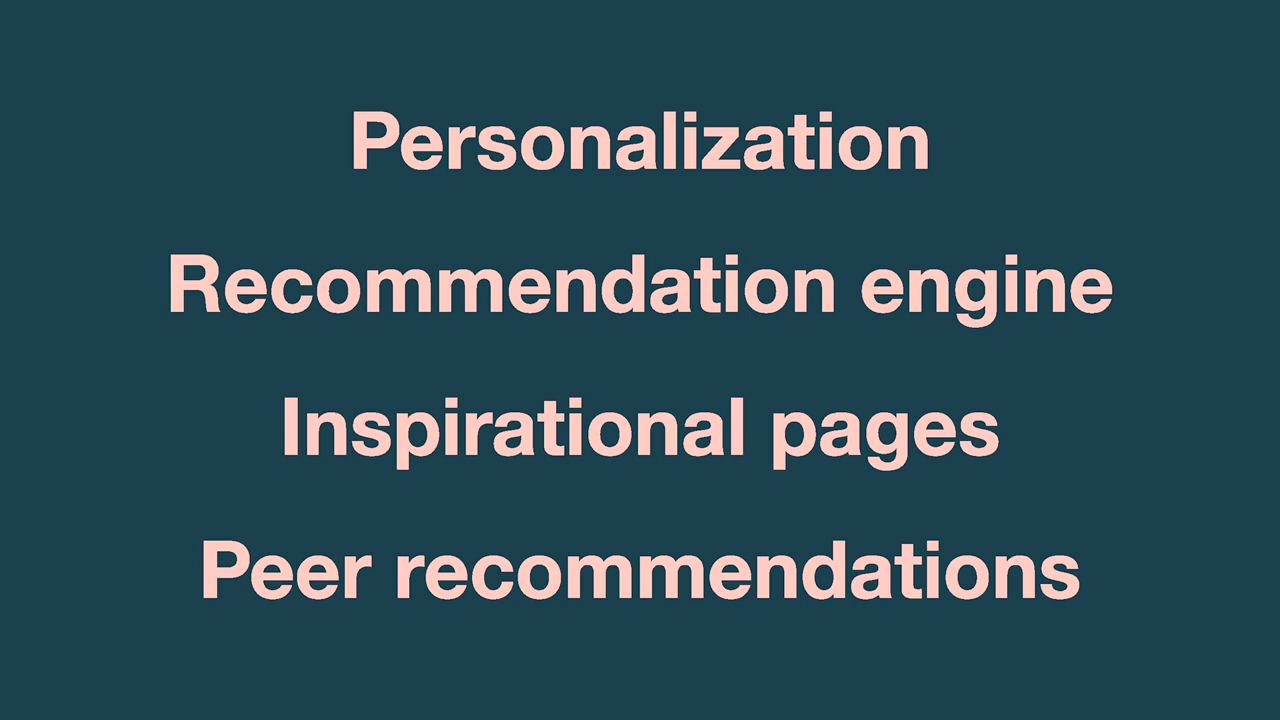 Personalization
Recommendation engine
Inspirational pages
Peer recommendations